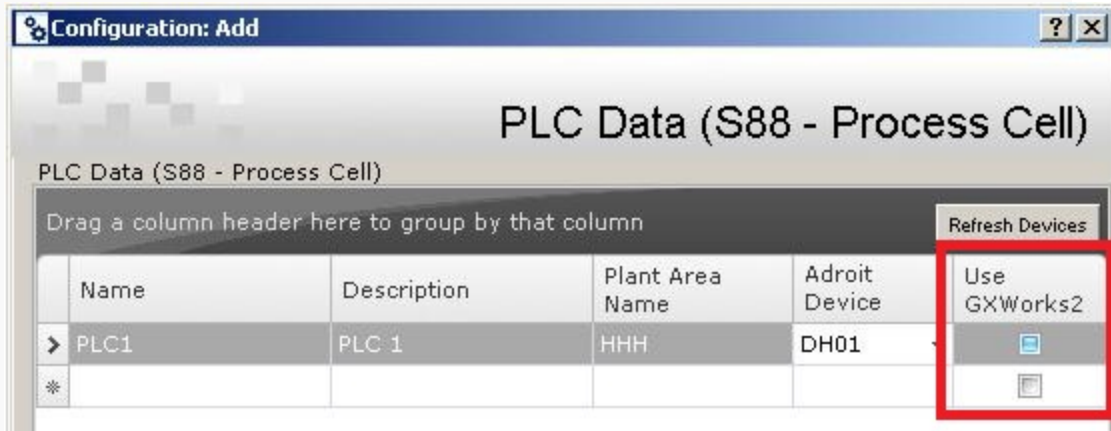 Configuration: Add
PLC Data (S88 - Process Cell)
PLC Data (S88 - Process Cell)
Drag a column header here to group by that column
Refresh Devices
Name Description Plant Area Name Adroit Device Use GXWorks2
PLC1 PLC 1 HHH DH01